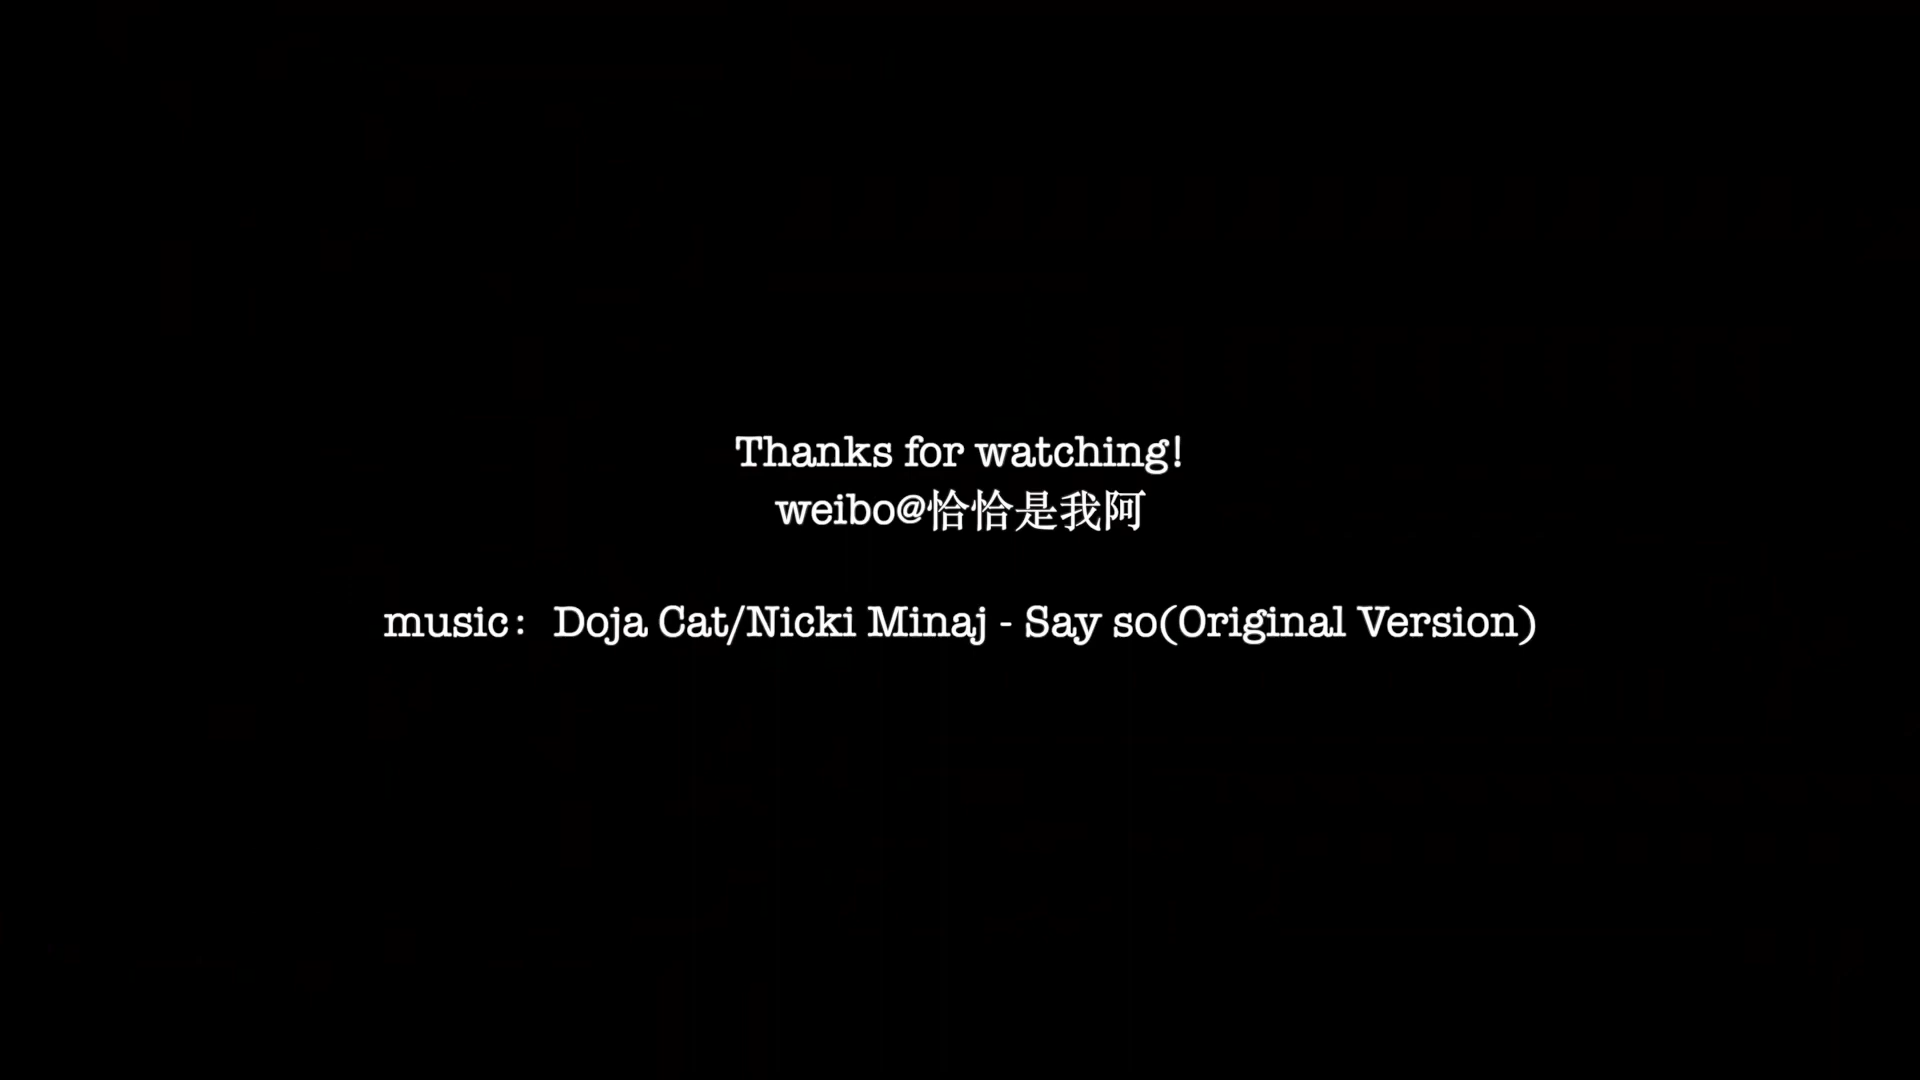 Thanks for watching!
weibo@恰恰是我阿
music：Doja Cat/Nicki Minaj - Say so(Original Version)